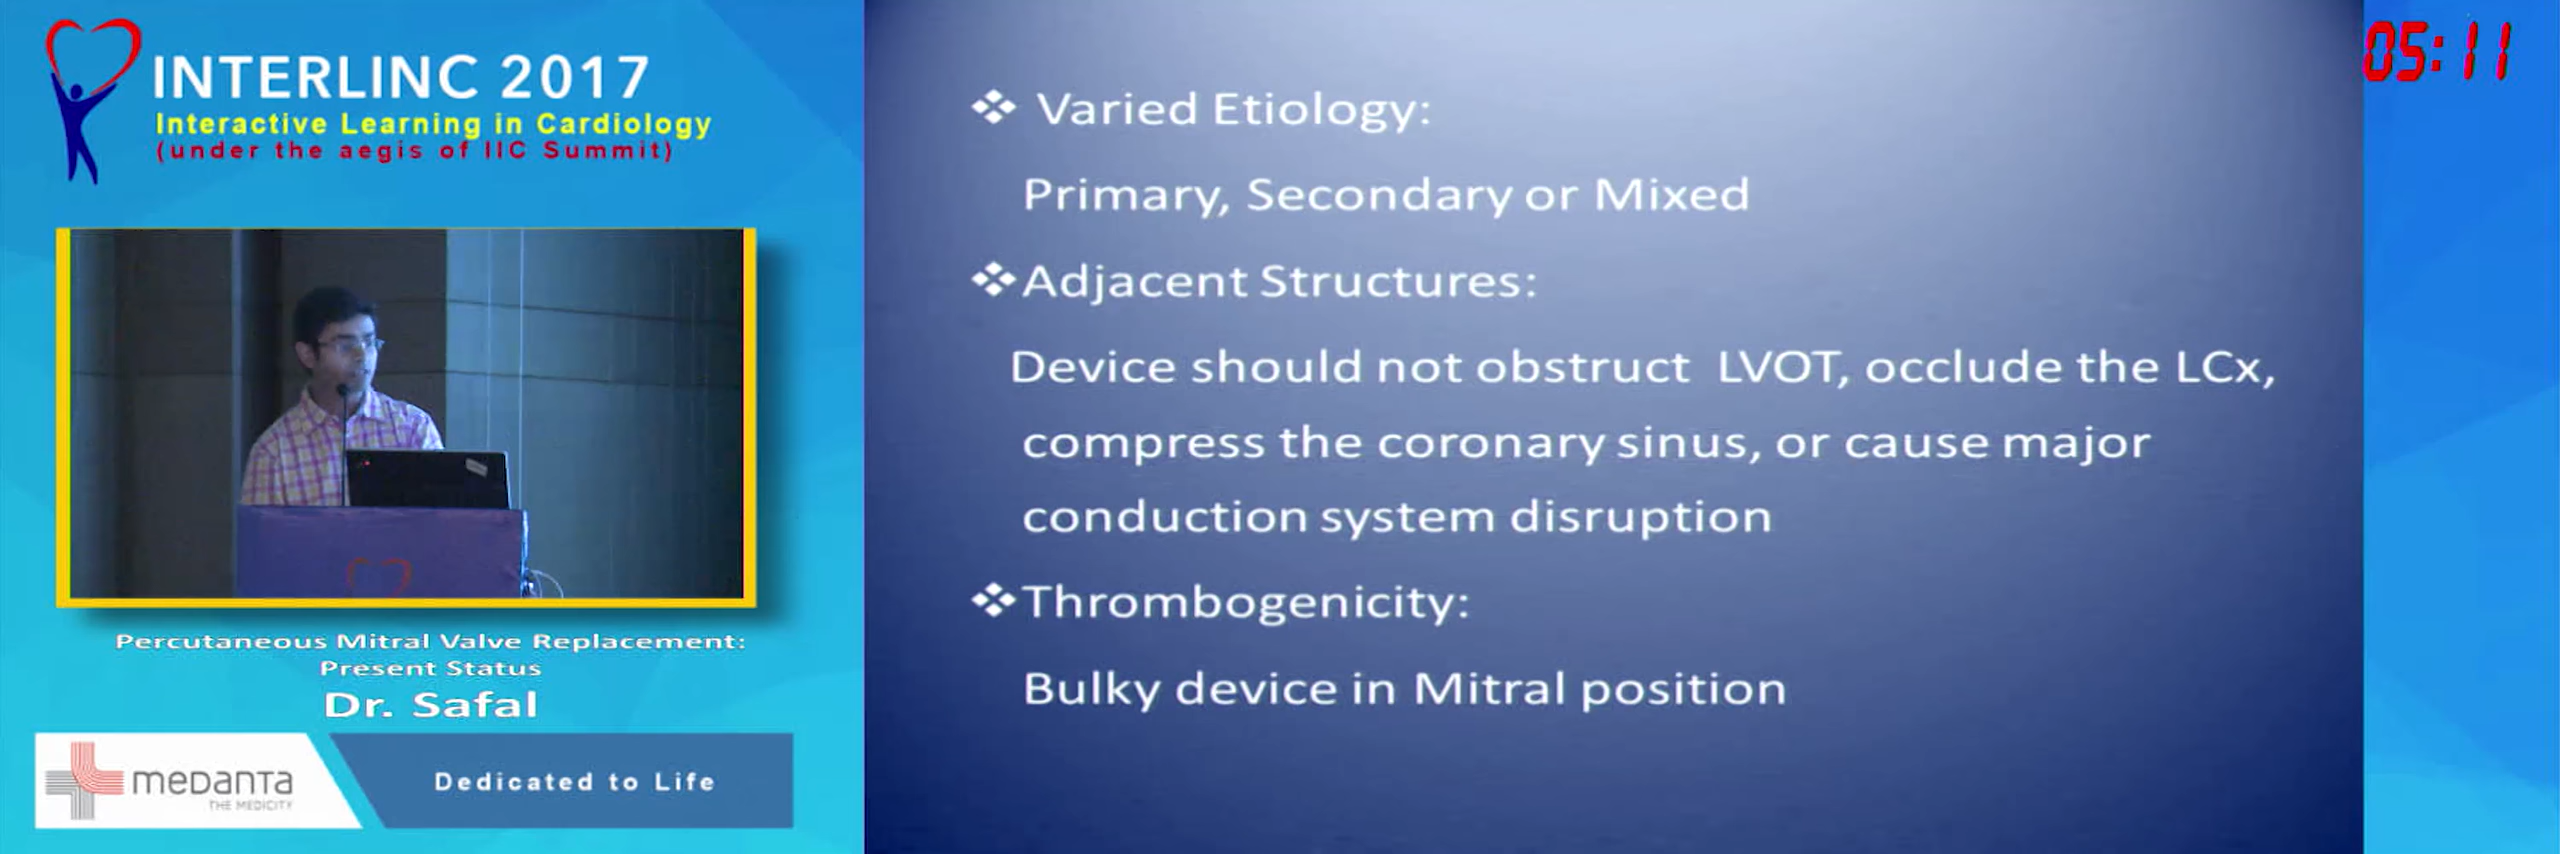 INTERLINC 2017
Interactive Learning in Cardiology
(under the aegis of IIC Summit)
Percutaneous Mitral Valve Replacement:
Present Status
Dr. Safal
medanta
THE MEDICITY
Dedicated to Life
❖ Varied Etiology:
Primary, Secondary or Mixed
❖ Adjacent Structures:
Device should not obstruct LVOT, occlude the LCx,
compress the coronary sinus, or cause major
conduction system disruption
❖ Thrombogenicity:
Bulky device in Mitral position
05:11